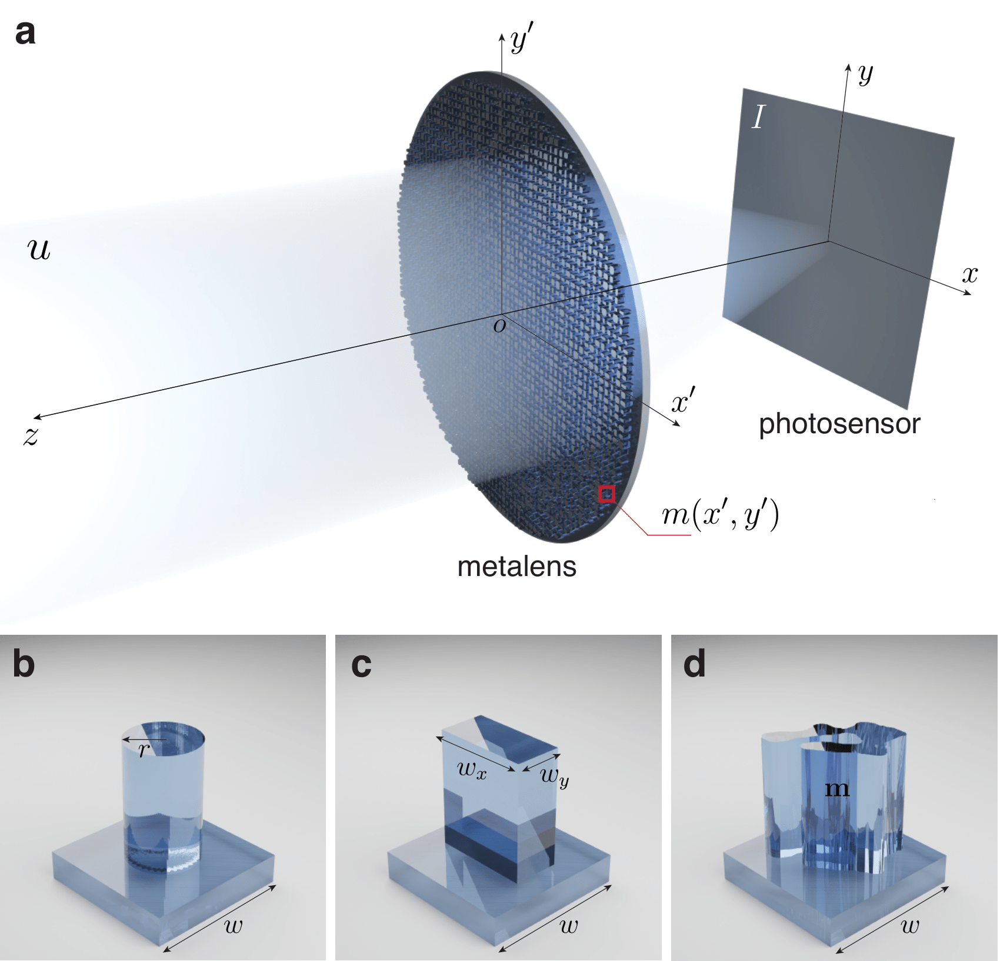 a
y′
y
I
u
x
o
z
x′
photosensor
m(x′, y′)
metalens
b
r
w
c
w_x
w_y
w
d
m
w